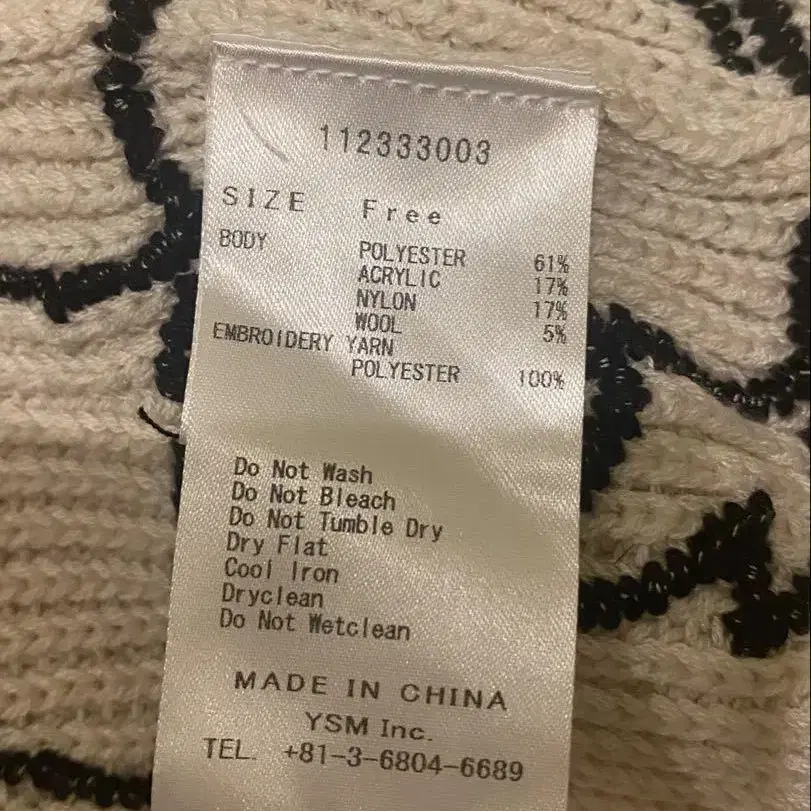 112333003
SIZE Free
BODY POLYESTER 61%
ACRYLIC 17%
NYLON 17%
WOOL 5%
EMBROIDERY YARN
POLYESTER 100%
Do Not Wash
Do Not Bleach
Do Not Tumble Dry
Dry Flat
Cool Iron
Dryclean
Do Not Wetclean
MADE IN CHINA
YSM Inc.
TEL. +81-3-6804-6689